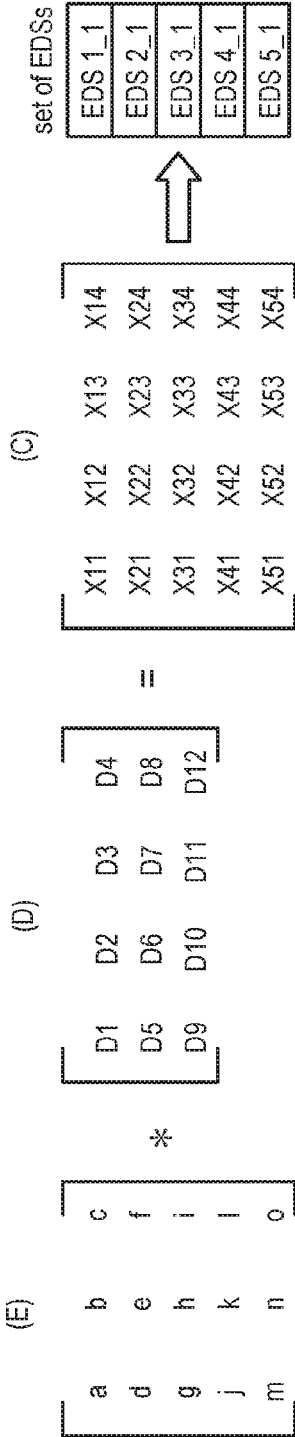 (E) (D) (C) set of EDSs
a b c D1 D2 D3 D4 X11 X12 X13 X14 EDS 1_1
d e f * D5 D6 D7 D8 = X21 X22 X23 X24 EDS 2_1
g h i D9 D10 D11 D12 X31 X32 X33 X34 EDS 3_1
j k l X41 X42 X43 X44 EDS 4_1
m n o X51 X52 X53 X54 EDS 5_1